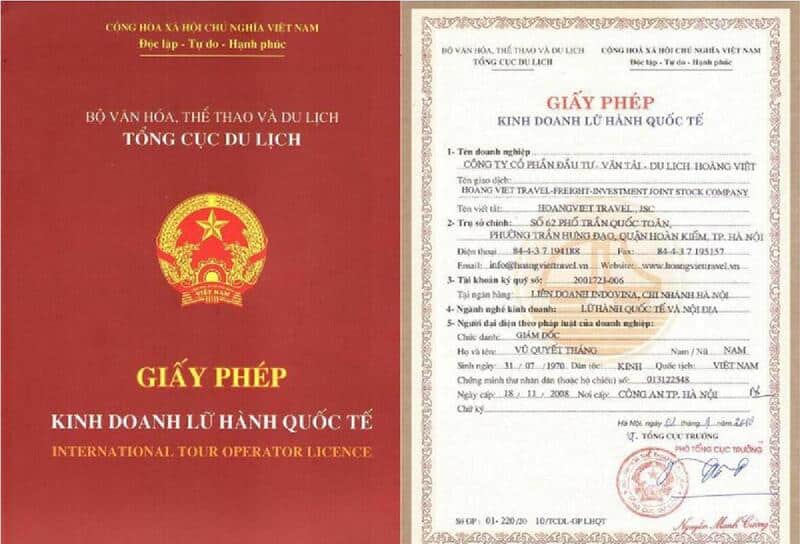 CỘNG HOA XÃ HỘI CHỦ NGHĨA VIỆT NAM
Độc lập - Tự do - Hạnh phúc
BỘ VĂN HÓA, THỂ THAO VÀ DU LỊCH
TỔNG CỤC DU LỊCH
VIỆT NAM
GIẤY PHÉP
KINH DOANH LỮ HÀNH QUỐC TẾ
INTERNATIONAL TOUR OPERATOR LICENCE
BỘ VĂN HÓA, THỂ THAO VÀ DU LỊCH
TỔNG CỤC DU LỊCH
CỘNG HOA XÃ HỘI CHỦ NGHĨA VIỆT NAM
Độc lập - Tự do - Hạnh phúc
GIẤY PHÉP
KINH DOANH LỮ HÀNH QUỐC TẾ
1- Tên doanh nghiệp
CÔNG TY CỔ PHẦN ĐẦU TƯ - VẬN TẢI - DU LỊCH HOÀNG VIỆT
Tên giao dịch:
HOANG VIET TRAVEL-FREIGHT-INVESTMENT JOINT STOCK COMPANY
Tên viết tắt: HOANGVIET TRAVEL ., JSC
2- Trụ sở chính: SỐ 62 PHỐ TRẦN QUỐC TOẢN,
PHƯỜNG TRẦN HƯNG ĐẠO, QUẬN HOÀN KIẾM, TP. HÀ NỘI
Điện thoại 84-4-3 7 194188 Fax: 84-4-3 7 195157
Email: info@hoangviettravel.vn Website: www.hoangviettravel.vn
3- Tài khoản ký quỹ số: 2001723-006
Tại ngân hàng: LIÊN DOANH INDOVINA, CHI NHÁNH HÀ NỘI
4- Ngành nghề kinh doanh: LỮ HÀNH QUỐC TẾ VÀ NỘI ĐỊA
5- Người đại diện theo pháp luật của doanh nghiệp:
Chức danh: GIÁM ĐỐC
Họ và tên: VŨ QUYẾT THẮNG Nam / Nữ NAM
Sinh ngày: 31 / 07 / 1970 Dân tộc: KINH Quốc tịch: VIỆT NAM
Chứng minh thư nhân dân (hoặc hộ chiếu) số: 013122548
Ngày cấp: 18 / 11 / 2008 Nơi cấp: CÔNG AN TP. HÀ NỘI
Chữ ký
Hà Nội, ngày tháng năm
TỔNG CỤC TRƯỞNG
PHÓ TỔNG CỤC TRƯỞNG
Số GP : 01- 220 /20 10/TCDL-GP LHQT
Nguyễn Mạnh Cường